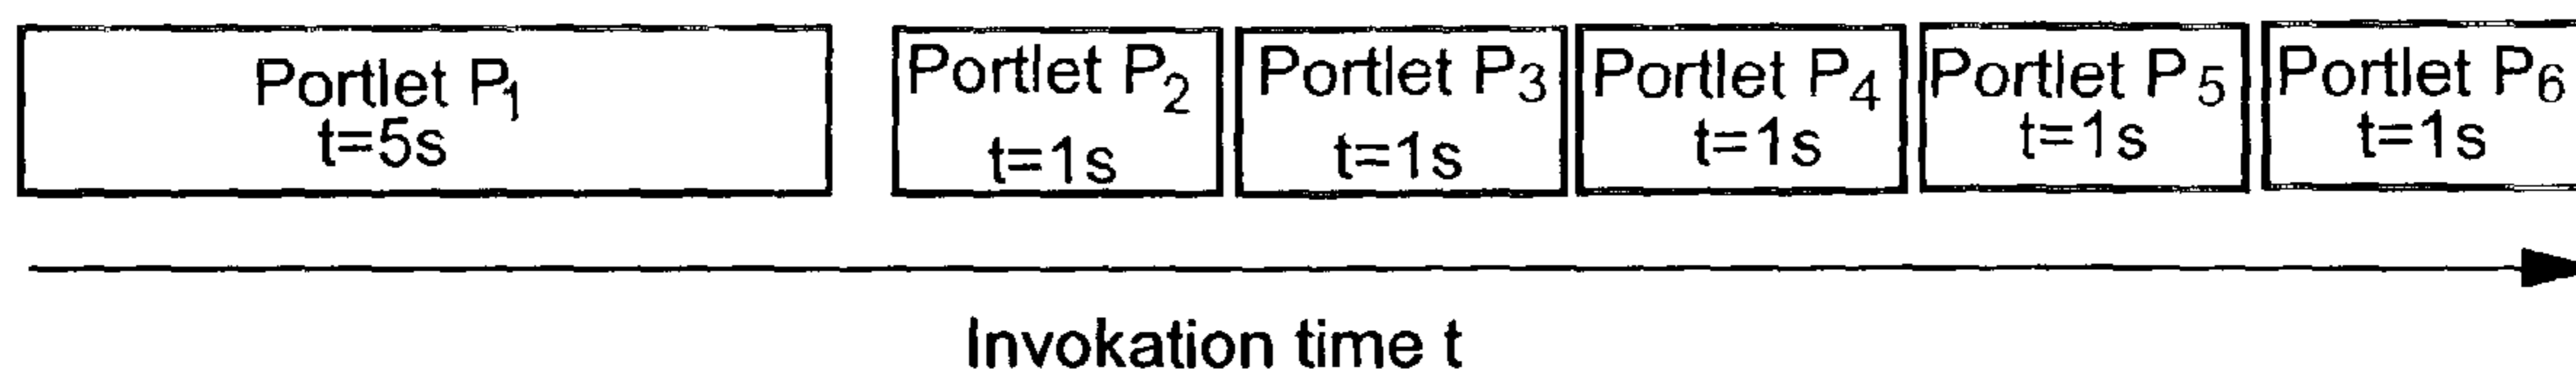 Portlet P1
t=5s
Portlet P2
t=1s
Portlet P3
t=1s
Portlet P4
t=1s
Portlet P5
t=1s
Portlet P6
t=1s
Invokation time t